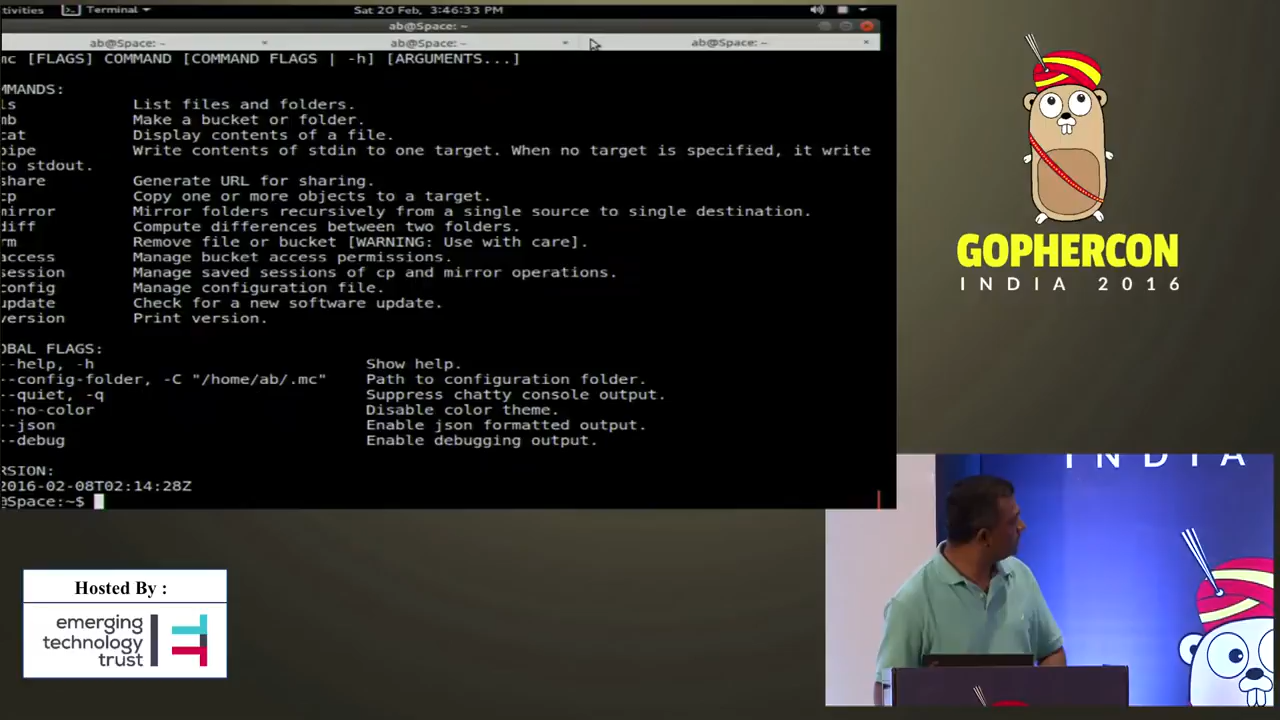 tivities Terminal Sat 20 Feb, 3:46:33 PM
ab@Space: ~
ab@Space: ~ ab@Space: ~ ab@Space: ~
mc [FLAGS] COMMAND [COMMAND FLAGS | -h] [ARGUMENTS...]
MMANDS:
ls List files and folders.
mb Make a bucket or folder.
cat Display contents of a file.
pipe Write contents of stdin to one target. When no target is specified, it write
to stdout.
share Generate URL for sharing.
cp Copy one or more objects to a target.
mirror Mirror folders recursively from a single source to single destination.
diff Compute differences between two folders.
rm Remove file or bucket [WARNING: Use with care].
access Manage bucket access permissions.
session Manage saved sessions of cp and mirror operations.
config Manage configuration file.
update Check for a new software update.
version Print version.
OBAL FLAGS:
--help, -h Show help.
--config-folder, -C "/home/ab/.mc" Path to configuration folder.
--quiet, -q Suppress chatty console output.
--no-color Disable color theme.
--json Enable json formatted output.
--debug Enable debugging output.
RSION:
2016-02-08T02:14:28Z
@Space:~$
GOPHERCON
INDIA 2016
INDIA
Hosted By :
emerging
technology
trust